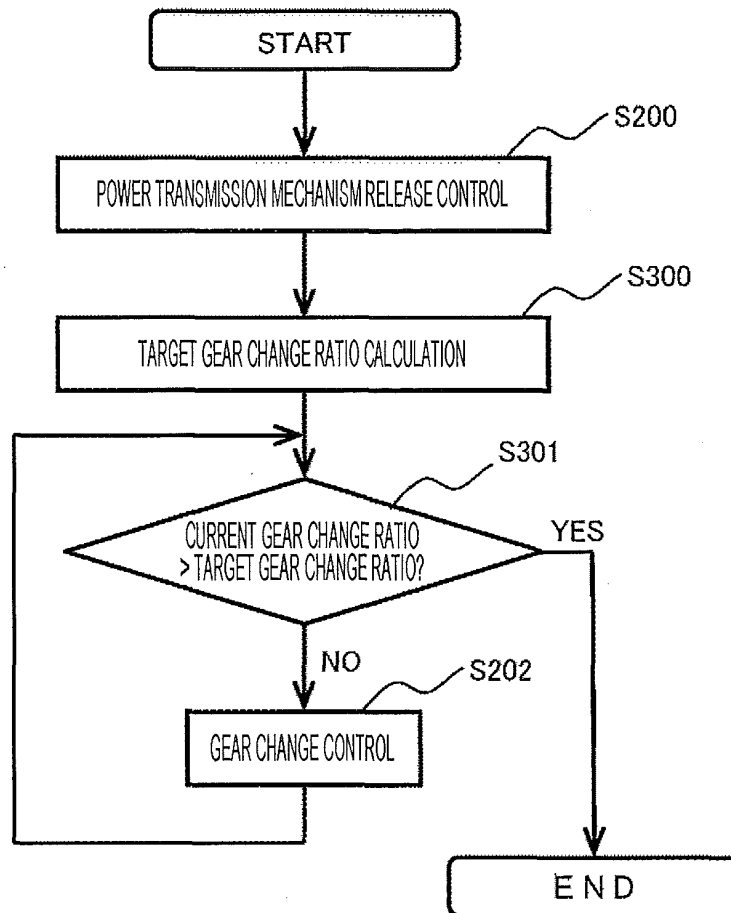 START
S200
POWER TRANSMISSION MECHANISM RELEASE CONTROL
S300
TARGET GEAR CHANGE RATIO CALCULATION
S301
CURRENT GEAR CHANGE RATIO
> TARGET GEAR CHANGE RATIO?
YES
NO
S202
GEAR CHANGE CONTROL
END